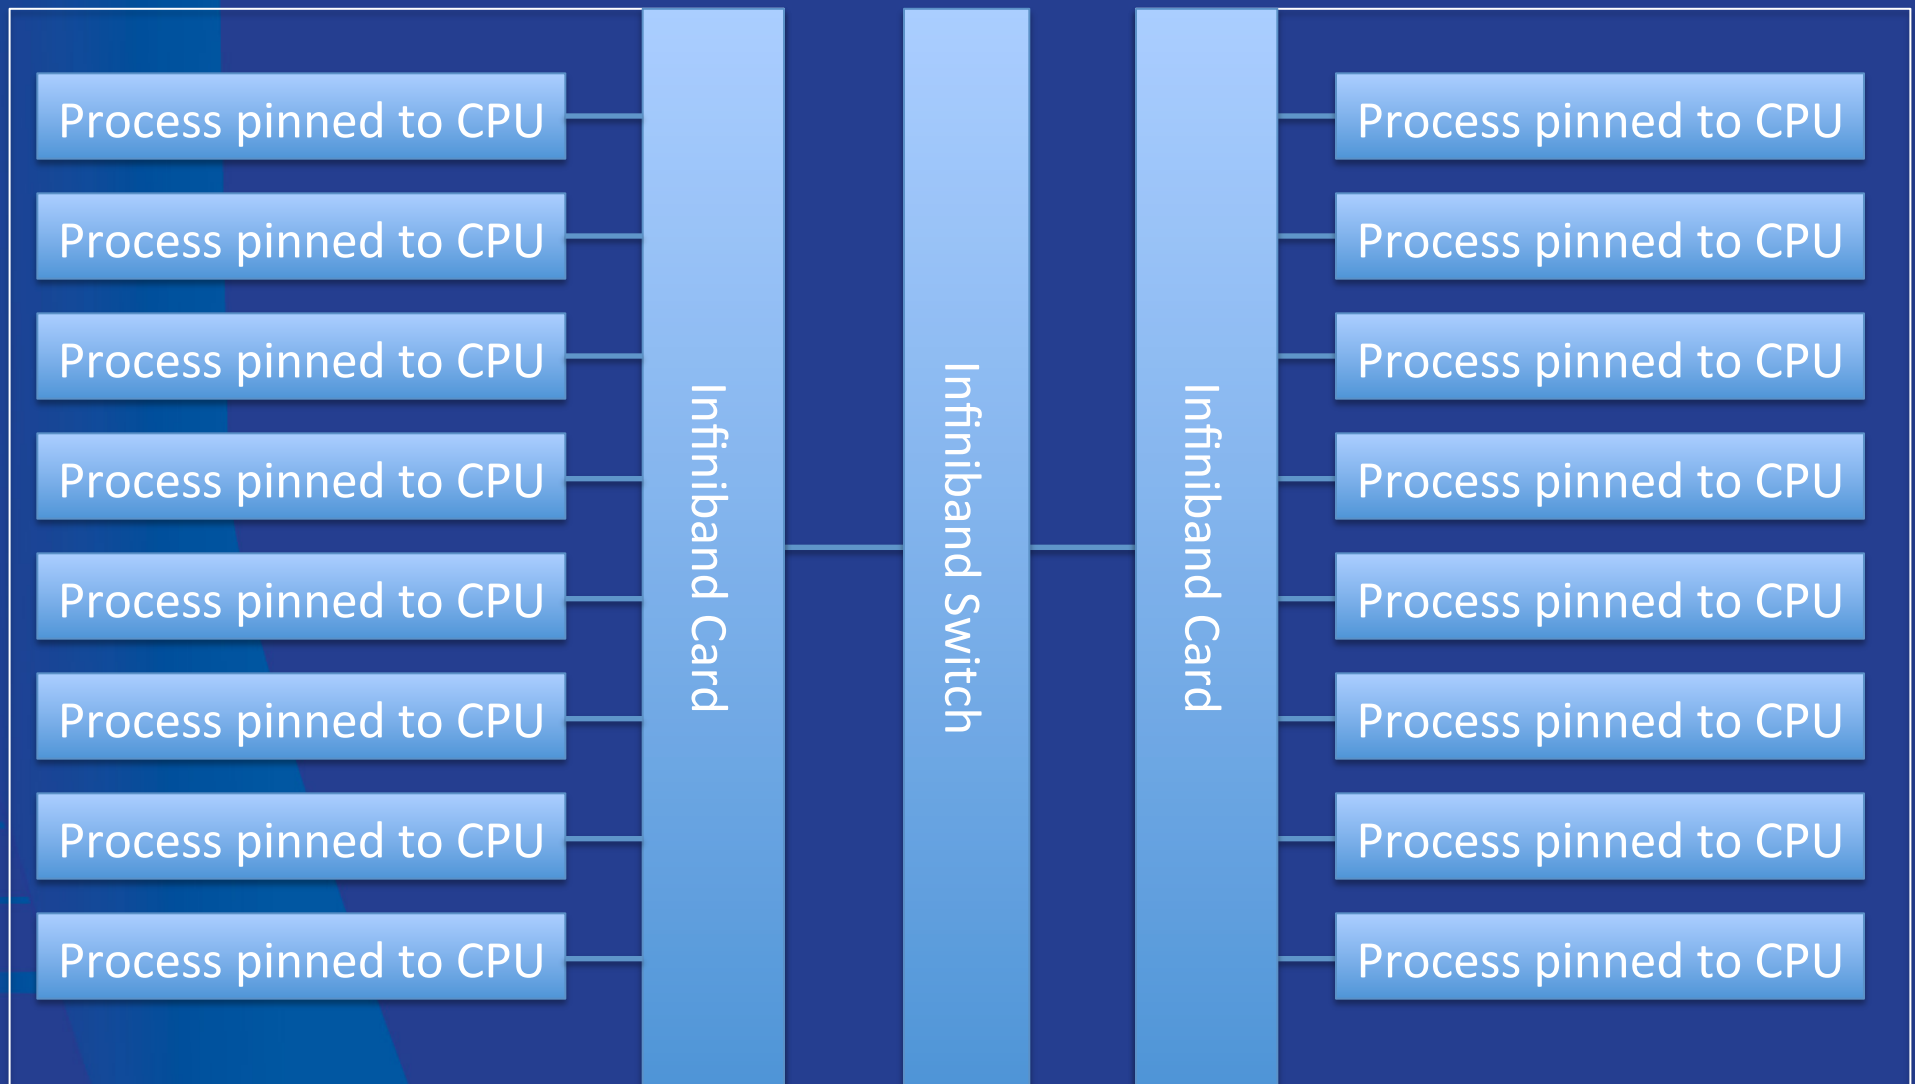 Process pinned to CPU
Process pinned to CPU
Process pinned to CPU
Process pinned to CPU
Process pinned to CPU
Process pinned to CPU
Process pinned to CPU
Process pinned to CPU
Infiniband Card
Infiniband Switch
Infiniband Card
Process pinned to CPU
Process pinned to CPU
Process pinned to CPU
Process pinned to CPU
Process pinned to CPU
Process pinned to CPU
Process pinned to CPU
Process pinned to CPU